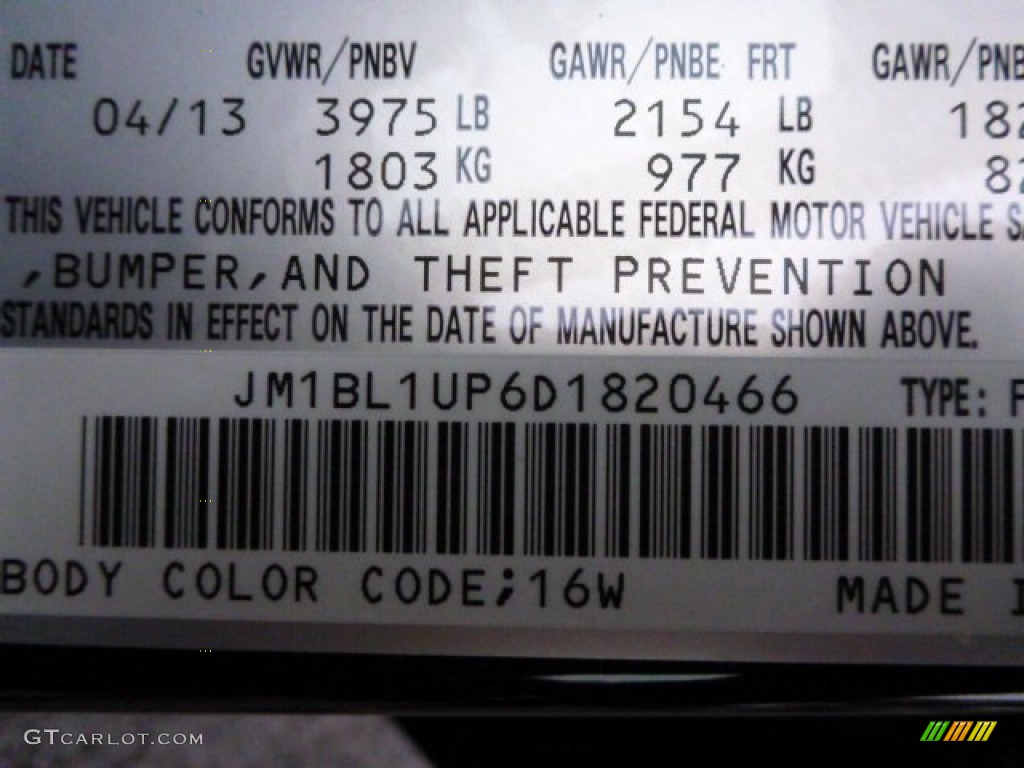 DATE GVWR/PNBV GAWR/PNBE FRT GAWR/PNB
04/13 3975 LB 2154 LB 182
1803 KG 977 KG 82
THIS VEHICLE CONFORMS TO ALL APPLICABLE FEDERAL MOTOR VEHICLE S
,BUMPER,AND THEFT PREVENTION
STANDARDS IN EFFECT ON THE DATE OF MANUFACTURE SHOWN ABOVE.
JM1BL1UP6D1820466 TYPE:
BODY COLOR CODE;16W MADE I
GTCARLOT.COM